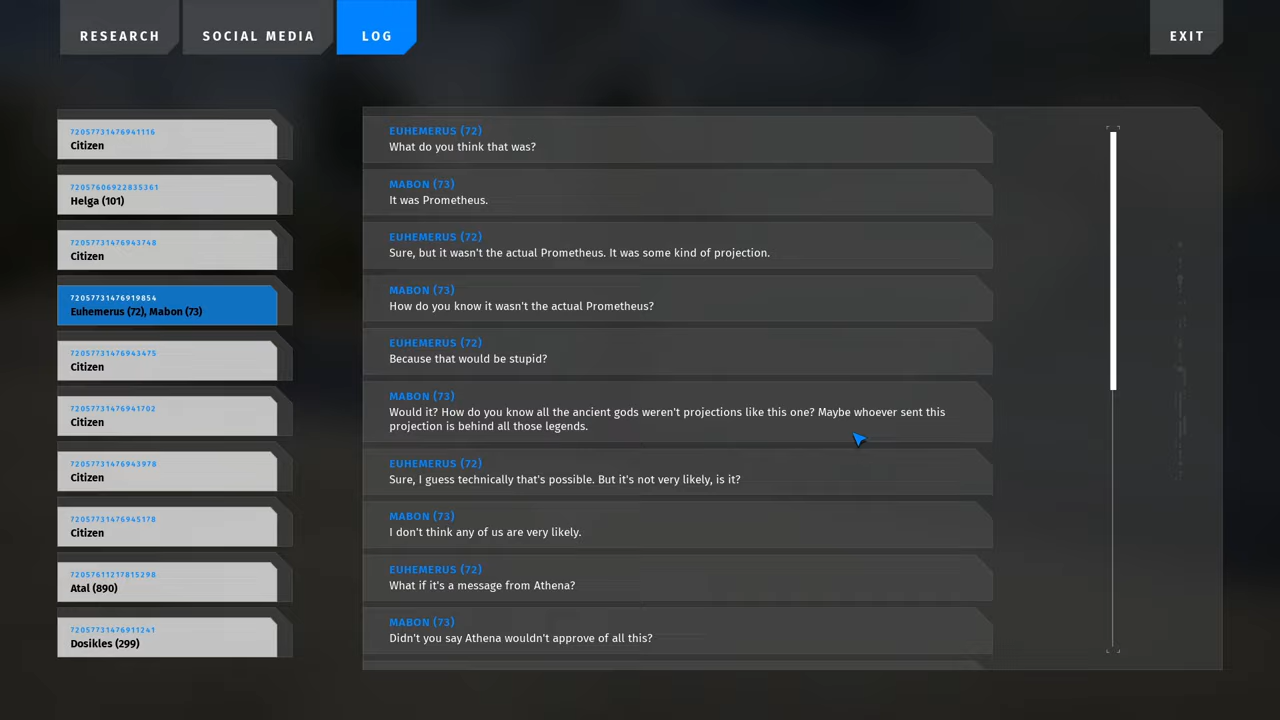 RESEARCH
SOCIAL MEDIA
LOG
EXIT
72057731476941116
Citizen
72057606922835361
Helga (101)
72057731476943748
Citizen
72057731476919854
Euhemerus (72), Mabon (73)
72057731476943475
Citizen
72057731476941702
Citizen
72057731476943978
Citizen
72057731476945178
Citizen
72057611217815298
Atal (890)
72057731476911241
Dosikles (299)
EUHEMERUS (72)
What do you think that was?
MABON (73)
It was Prometheus.
EUHEMERUS (72)
Sure, but it wasn't the actual Prometheus. It was some kind of projection.
MABON (73)
How do you know it wasn't the actual Prometheus?
EUHEMERUS (72)
Because that would be stupid?
MABON (73)
Would it? How do you know all the ancient gods weren't projections like this one? Maybe whoever sent this
projection is behind all those legends.
EUHEMERUS (72)
Sure, I guess technically that's possible. But it's not very likely, is it?
MABON (73)
I don't think any of us are very likely.
EUHEMERUS (72)
What if it's a message from Athena?
MABON (73)
Didn't you say Athena wouldn't approve of all this?